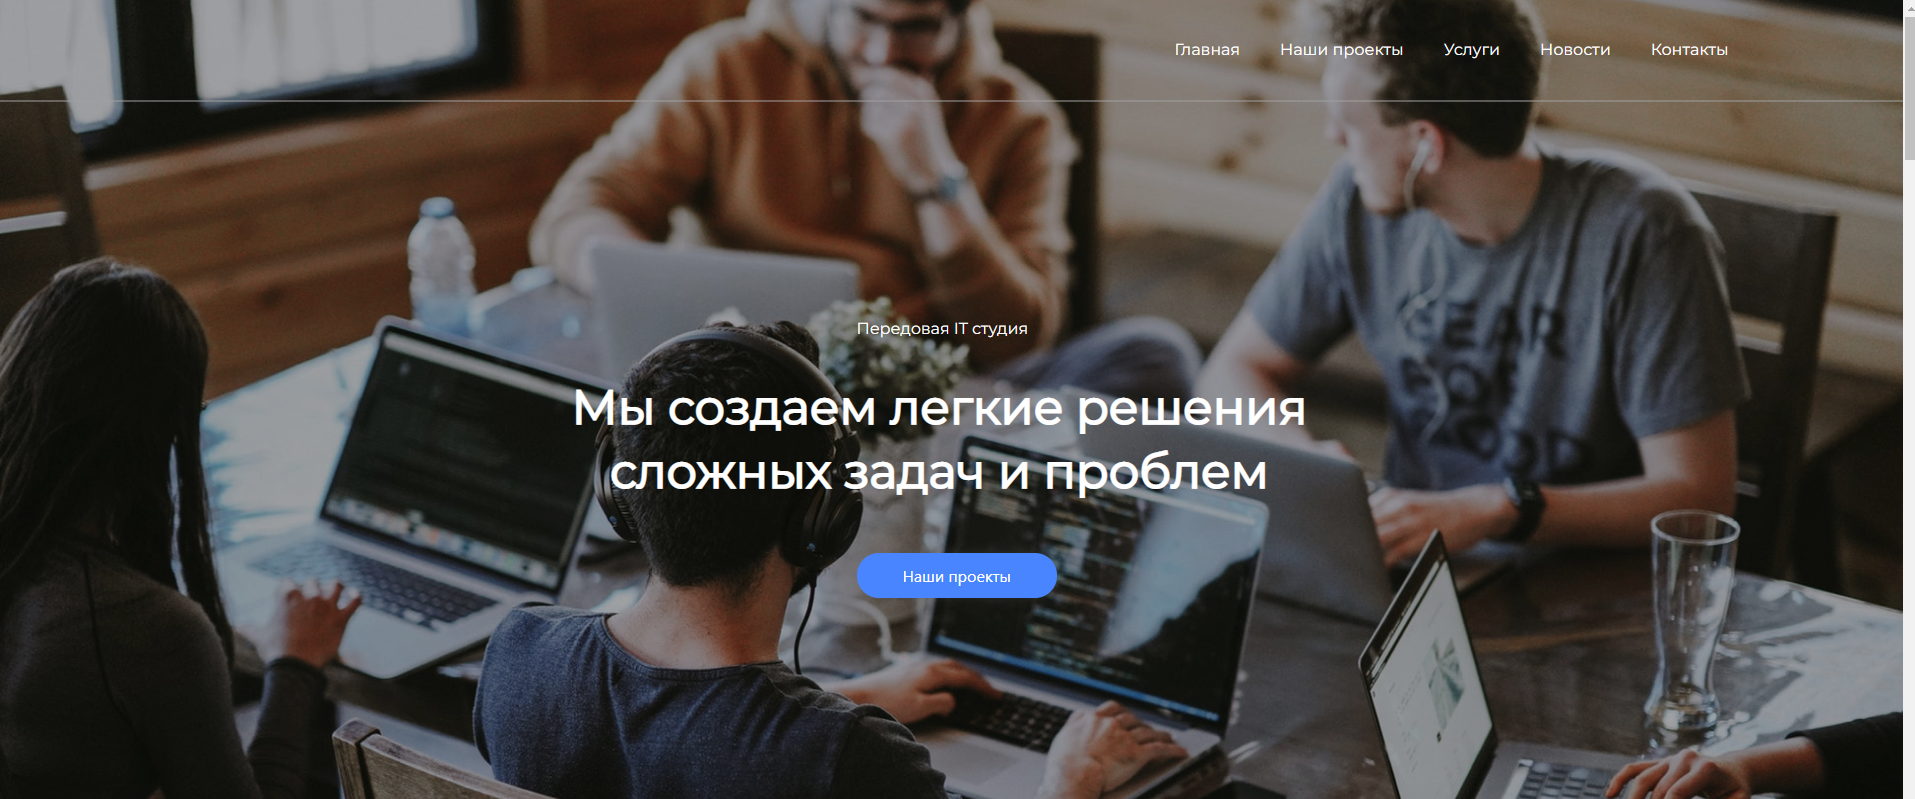 Главная Наши проекты Услуги Новости Контакты
Передовая IT студия
Мы создаем легкие решения
сложных задач и проблем
Наши проекты